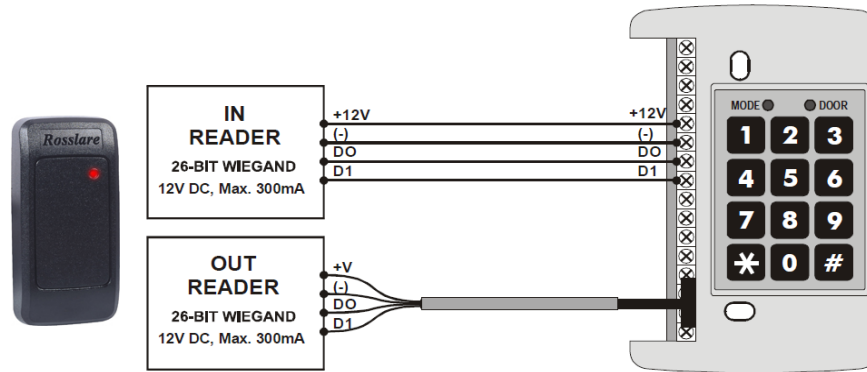 Rosslare
IN
READER
26-BIT WIEGAND
12V DC, Max. 300mA
+12V
(-)
DO
D1
+12V
(-)
DO
D1
OUT
READER
26-BIT WIEGAND
12V DC, Max. 300mA
+V
(-)
DO
D1
MODE DOOR
1 2 3
4 5 6
7 8 9
* 0 #